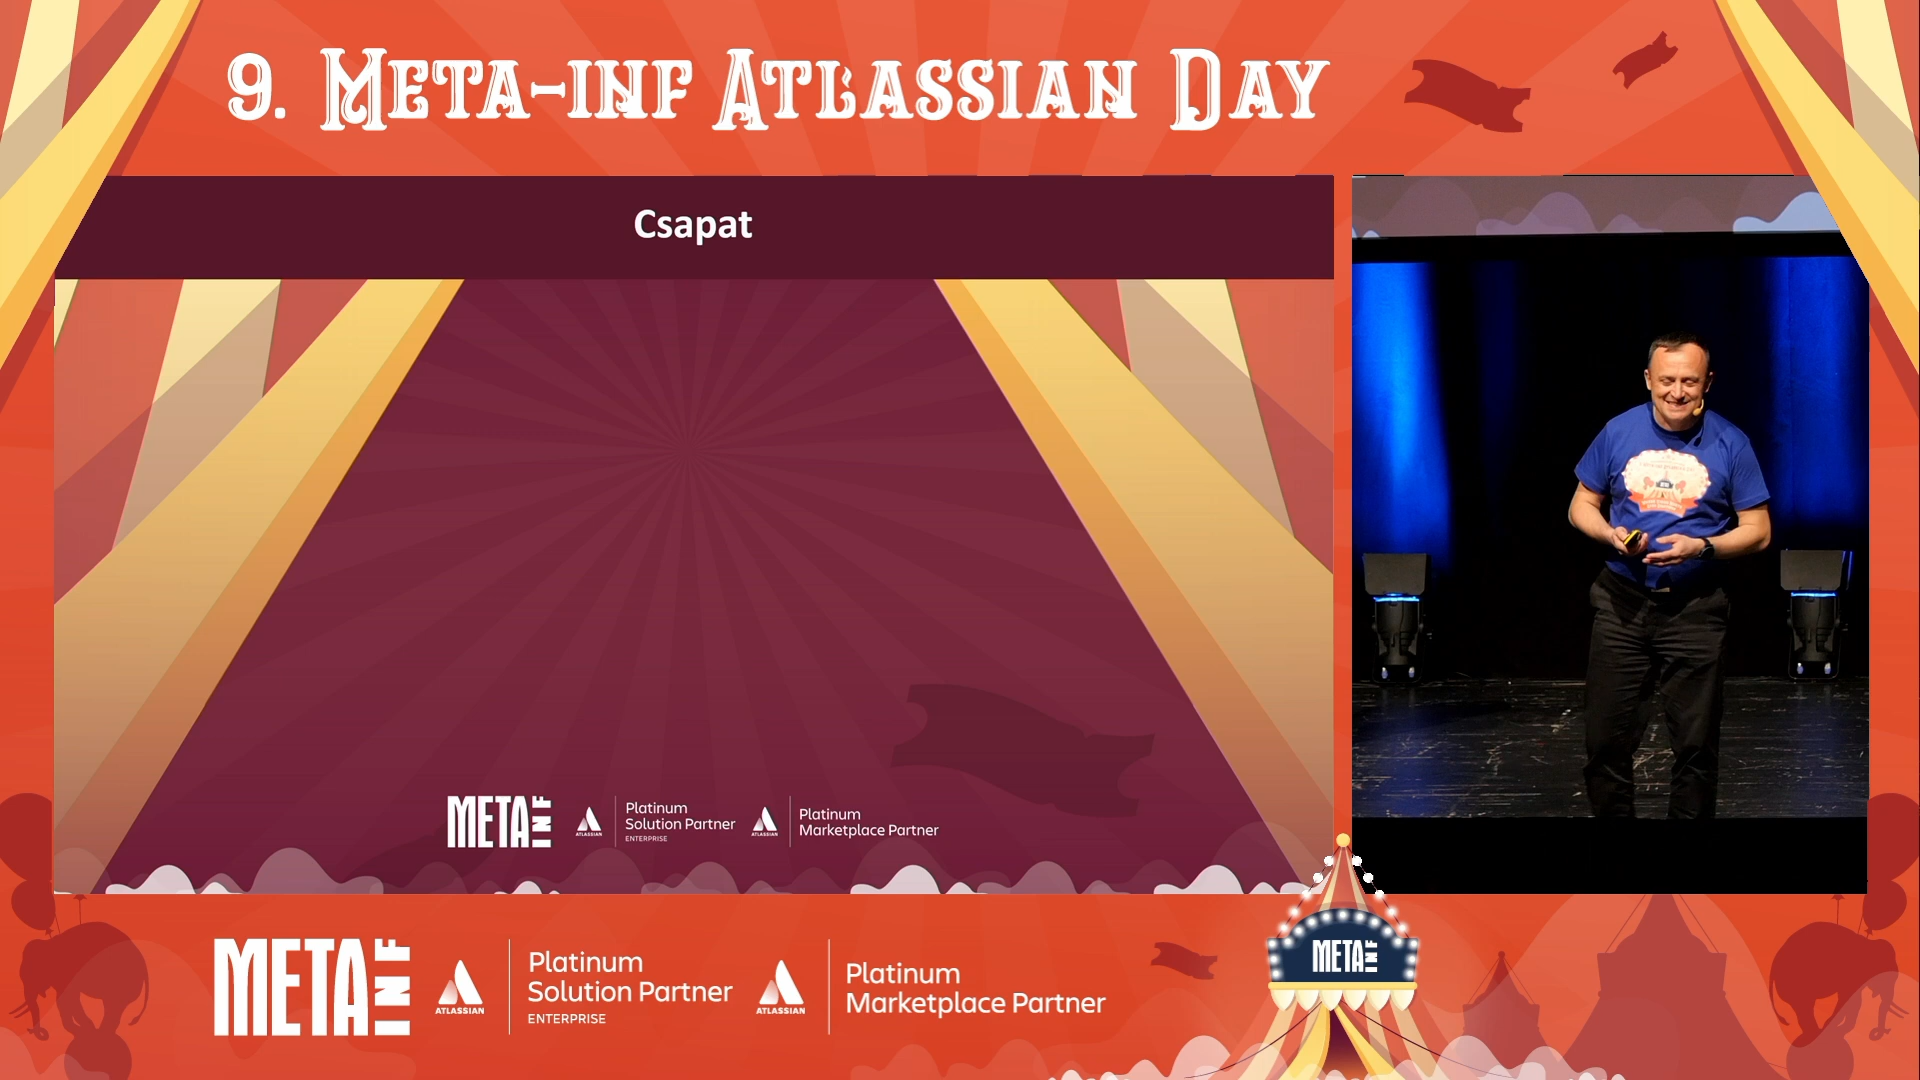 9. META-INF ATLASSIAN DAY
Csapat
META INF
ATLASSIAN
Platinum
Solution Partner
ENTERPRISE
ATLASSIAN
Platinum
Marketplace Partner
META INF
META INF
ATLASSIAN
Platinum
Solution Partner
ENTERPRISE
ATLASSIAN
Platinum
Marketplace Partner